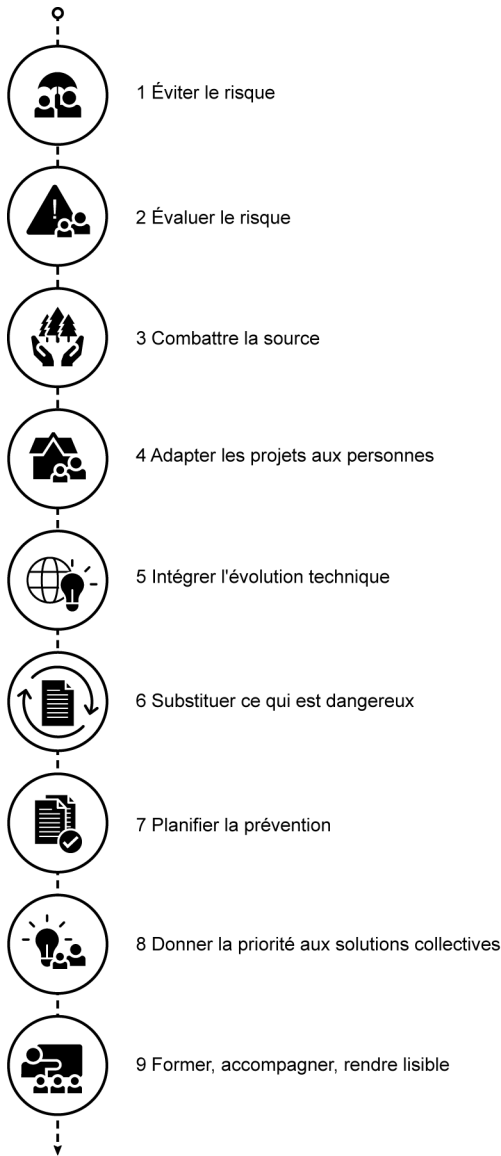 1 Éviter le risque
2 Évaluer le risque
3 Combattre la source
4 Adapter les projets aux personnes
5 Intégrer l'évolution technique
6 Substituer ce qui est dangereux
7 Planifier la prévention
8 Donner la priorité aux solutions collectives
9 Former, accompagner, rendre lisible